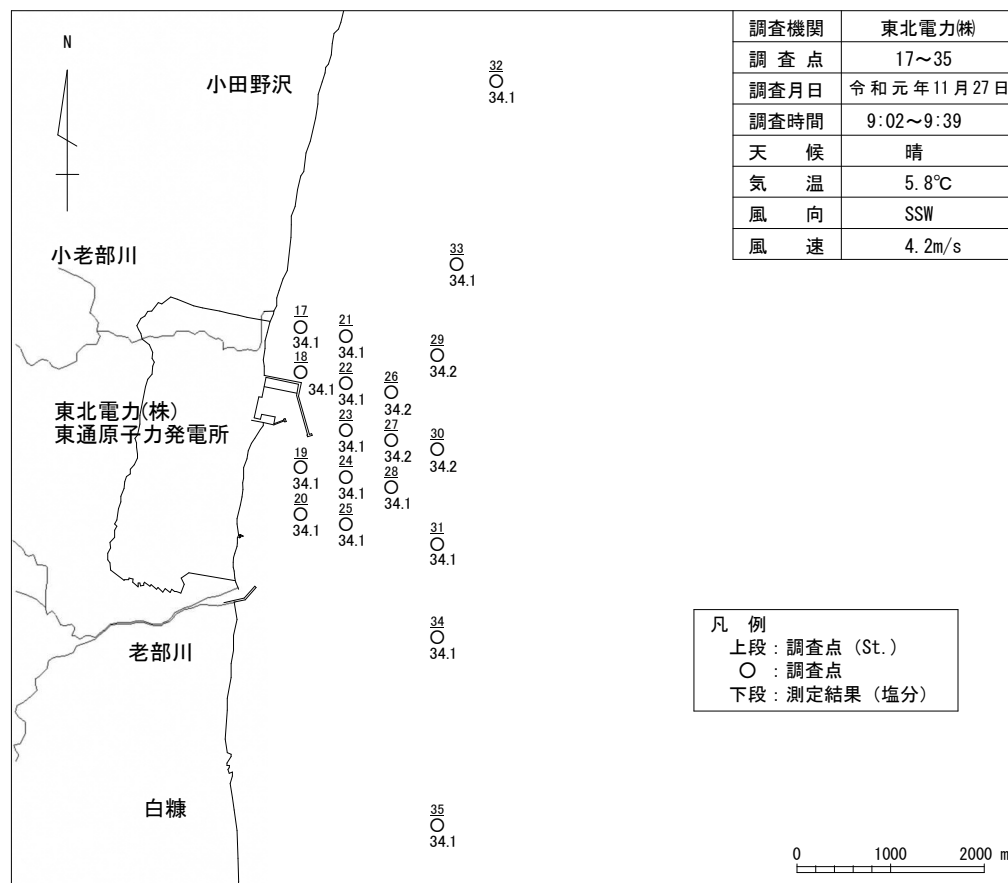 調査機関 東北電力㈱
調査点 17～35
調査月日 令和元年11月27日
調査時間 9:02～9:39
天候 晴
気温 5.8℃
風向 SSW
風速 4.2m/s
N
小田野沢
32
34.1
小老部川
33
34.1
17
34.1
21
34.1
29
34.2
18
34.1
22
34.1
26
34.2
東北電力(株)
東通原子力発電所
23
34.1
27
34.2
30
34.2
19
34.1
24
34.1
28
34.1
20
34.1
25
34.1
31
34.1
老部川
34
34.1
凡 例
上段：調査点（St.）
○：調査点
下段：測定結果（塩分）
白糠
35
34.1
0 1000 2000 m